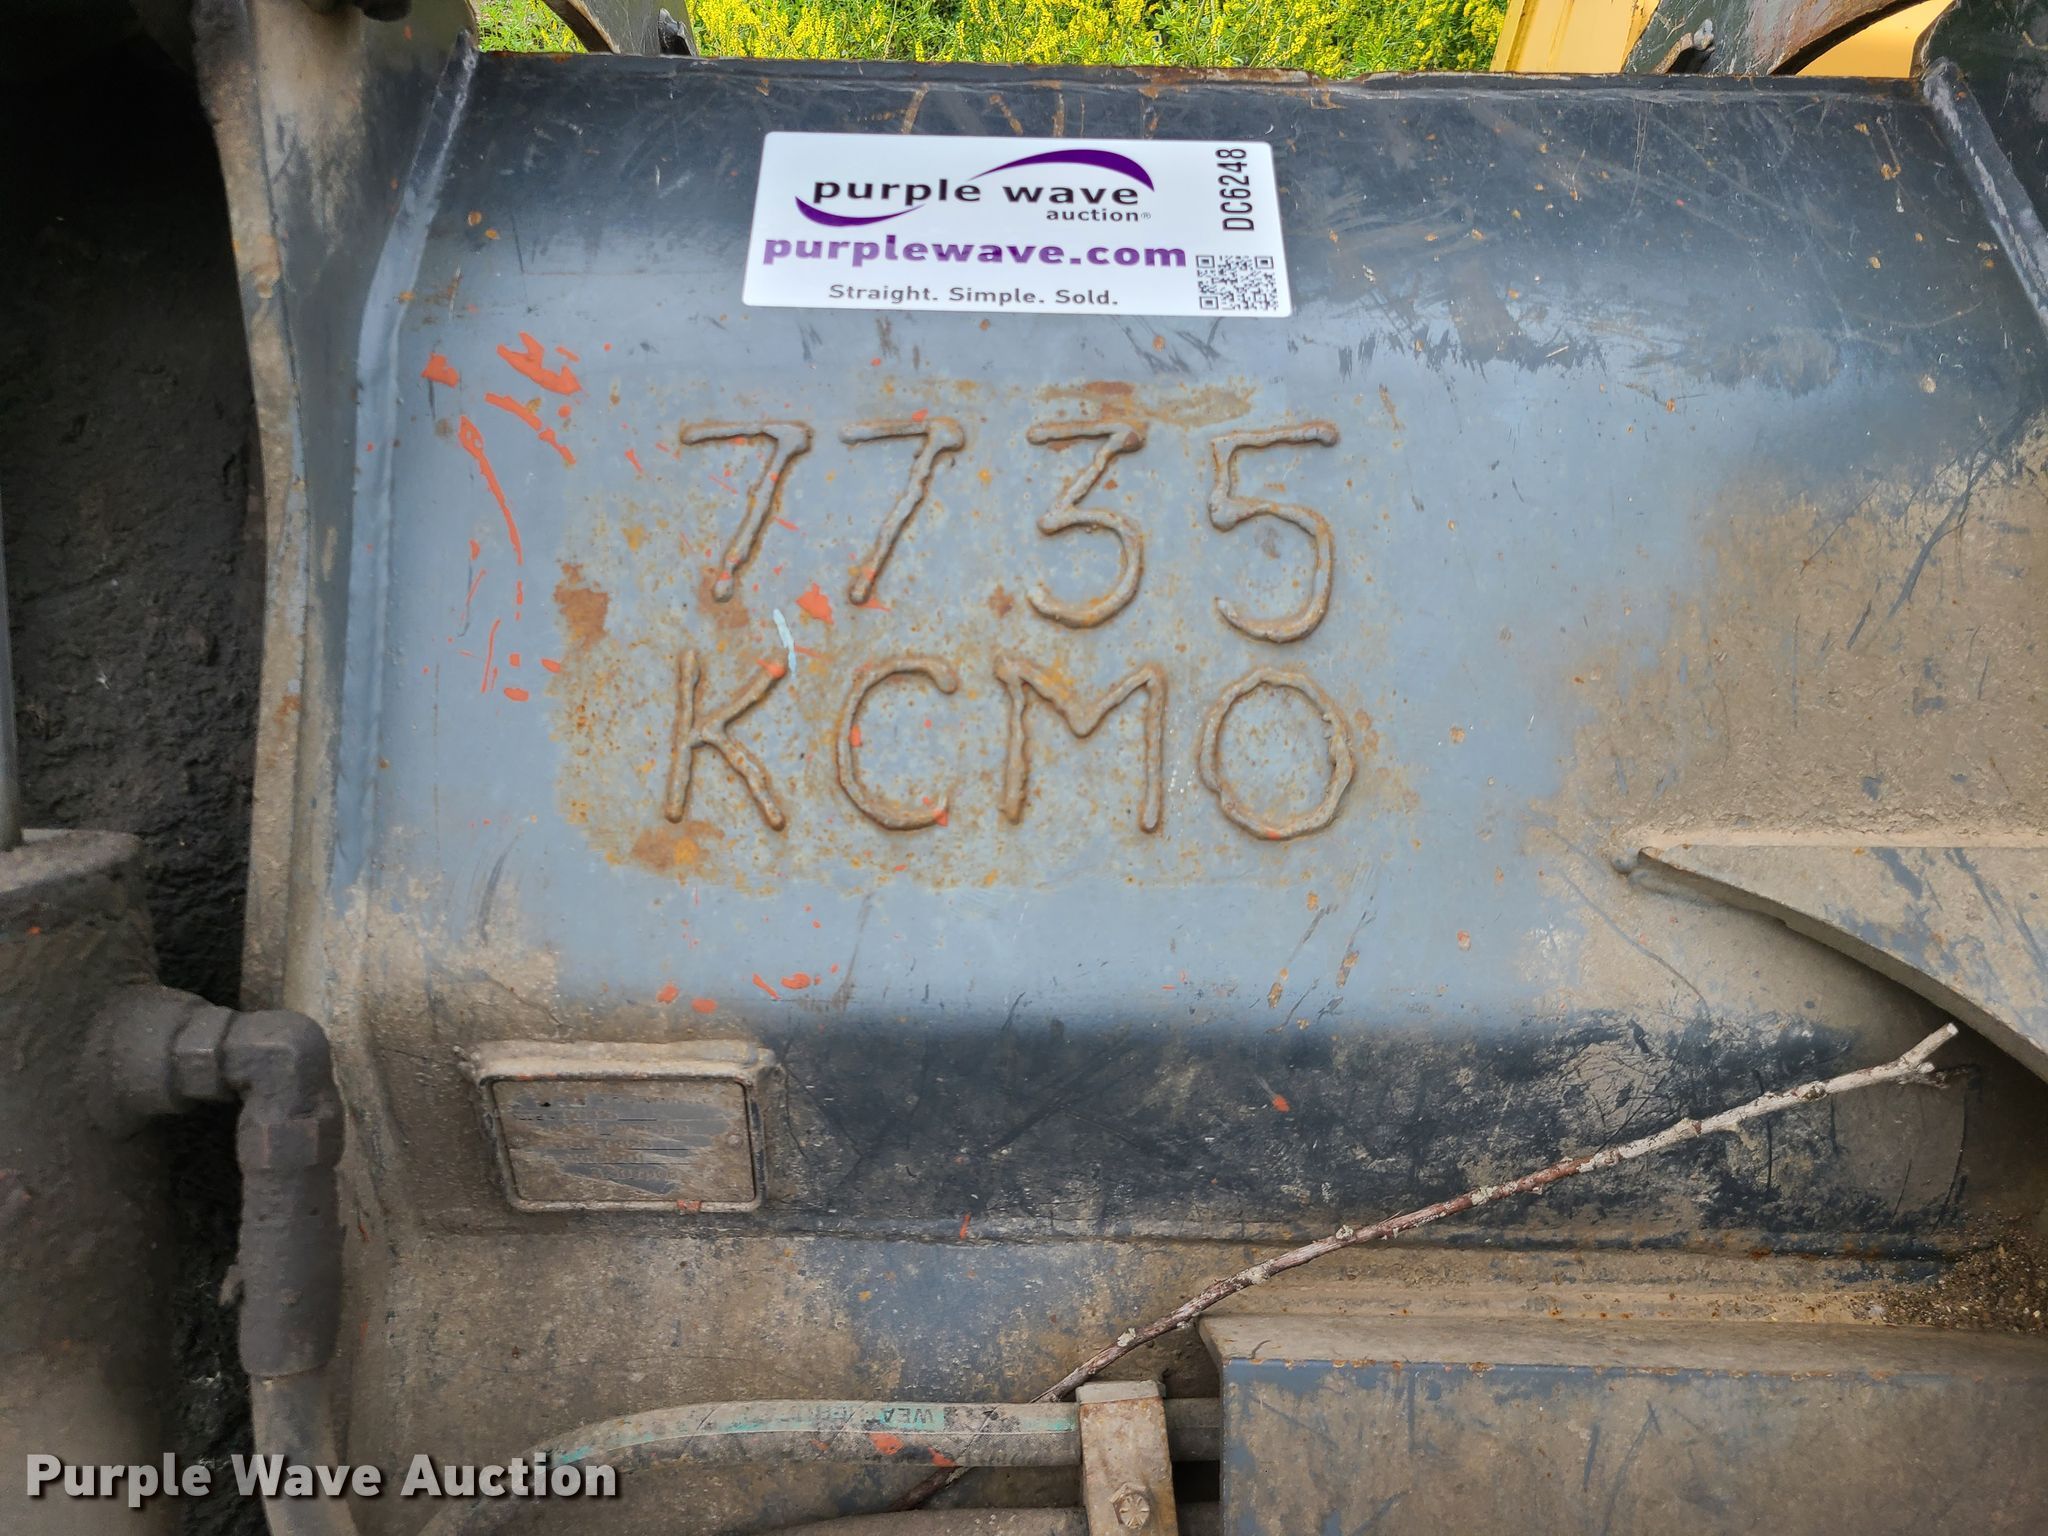 purple wave
auction®
purplewave.com
Straight. Simple. Sold.
DC6248
7735
KCMO
Purple Wave Auction